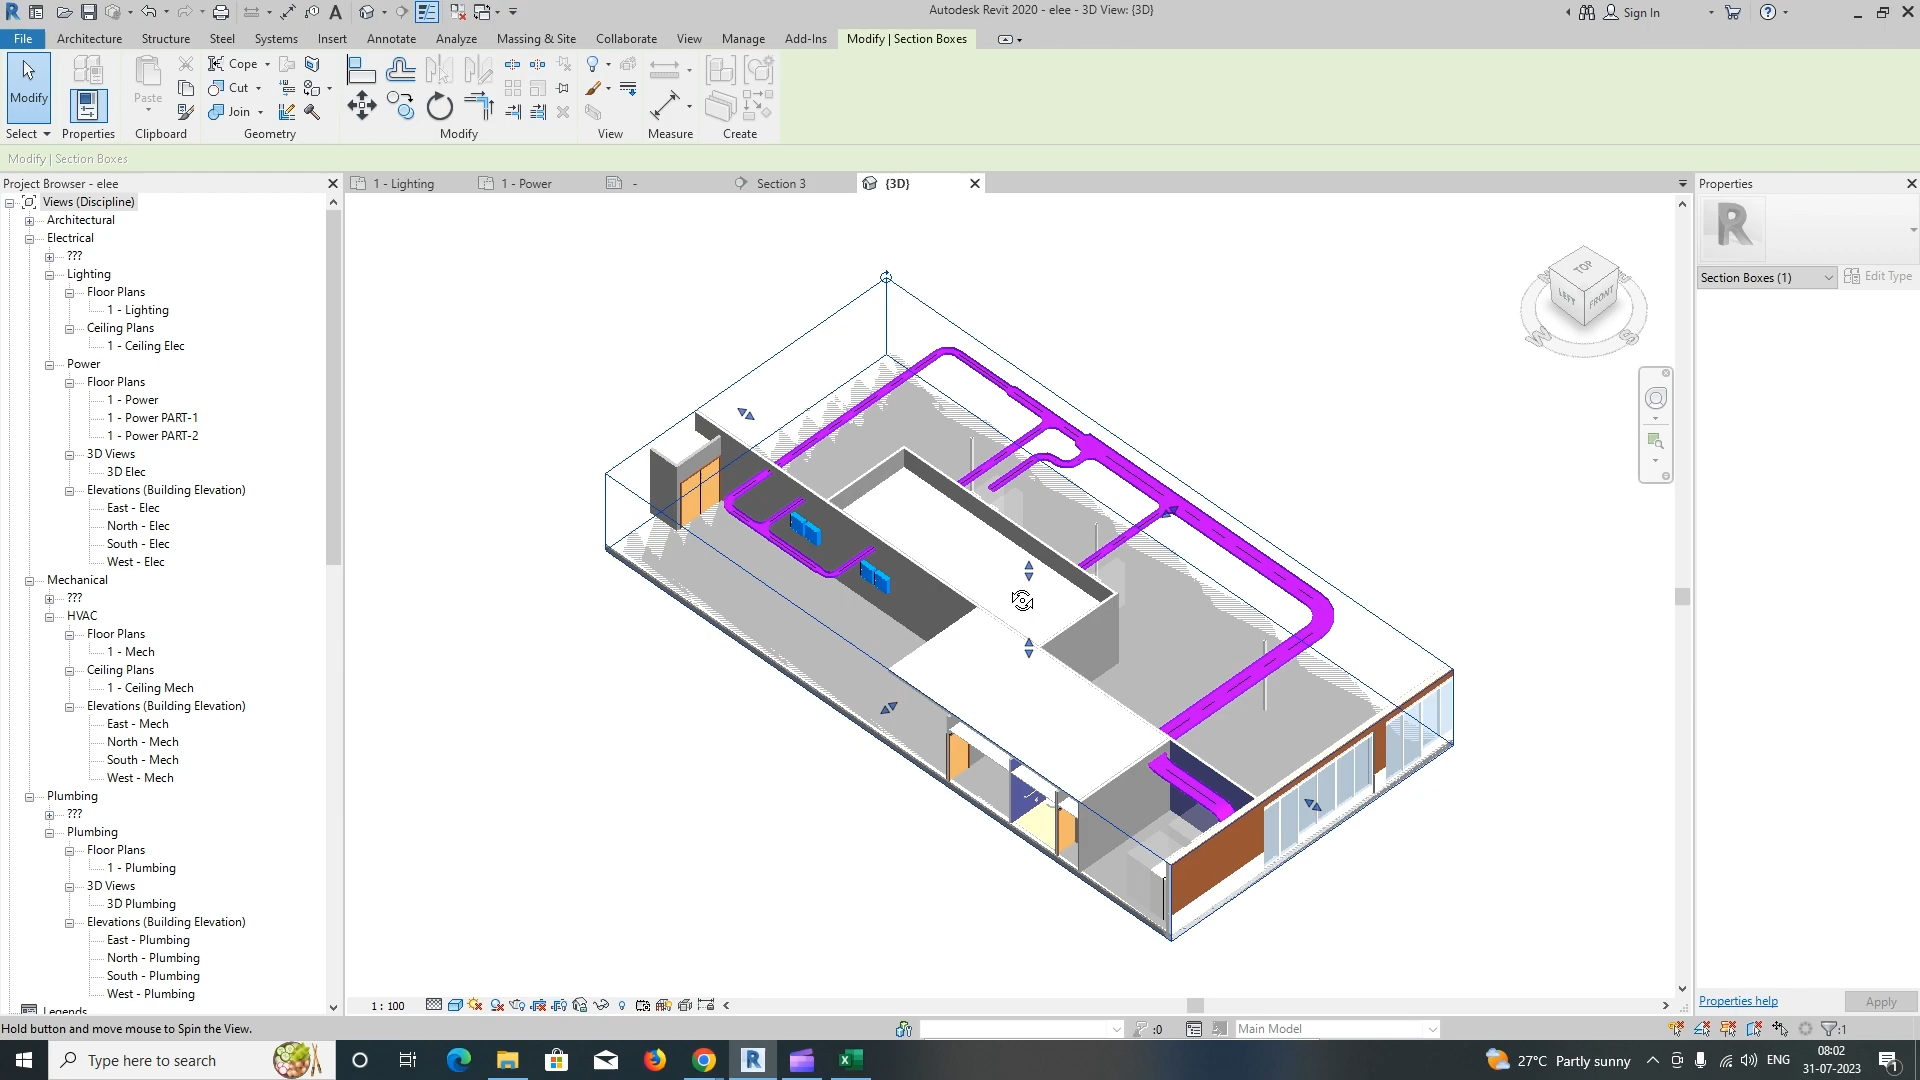 Autodesk Revit 2020 - elee - 3D View: {3D}
Sign In
File Architecture Structure Steel Systems Insert Annotate Analyze Massing & Site Collaborate View Manage Add-Ins Modify | Section Boxes
Modify
Paste
Cope
Cut
Join
Select Properties Clipboard Geometry Modify View Measure Create
Modify | Section Boxes
Project Browser - elee
1 - Lighting
1 - Power
-
Section 3
{3D}
Properties
Views (Discipline)
Architectural
Electrical
???
Lighting
Floor Plans
1 - Lighting
Ceiling Plans
1 - Ceiling Elec
Power
Floor Plans
1 - Power
1 - Power PART-1
1 - Power PART-2
3D Views
3D Elec
Elevations (Building Elevation)
East - Elec
North - Elec
South - Elec
West - Elec
Mechanical
???
HVAC
Floor Plans
1 - Mech
Ceiling Plans
1 - Ceiling Mech
Elevations (Building Elevation)
East - Mech
North - Mech
South - Mech
West - Mech
Plumbing
???
Plumbing
Floor Plans
1 - Plumbing
3D Views
3D Plumbing
Elevations (Building Elevation)
East - Plumbing
North - Plumbing
South - Plumbing
West - Plumbing
Legends
TOP
LEFT
FRONT
W
S
Section Boxes (1)
Edit Type
Properties help
Apply
1 : 100
Hold button and move mouse to Spin the View.
:0
Main Model
:1
Type here to search
27°C Partly sunny
ENG
08:02
31-07-2023
1